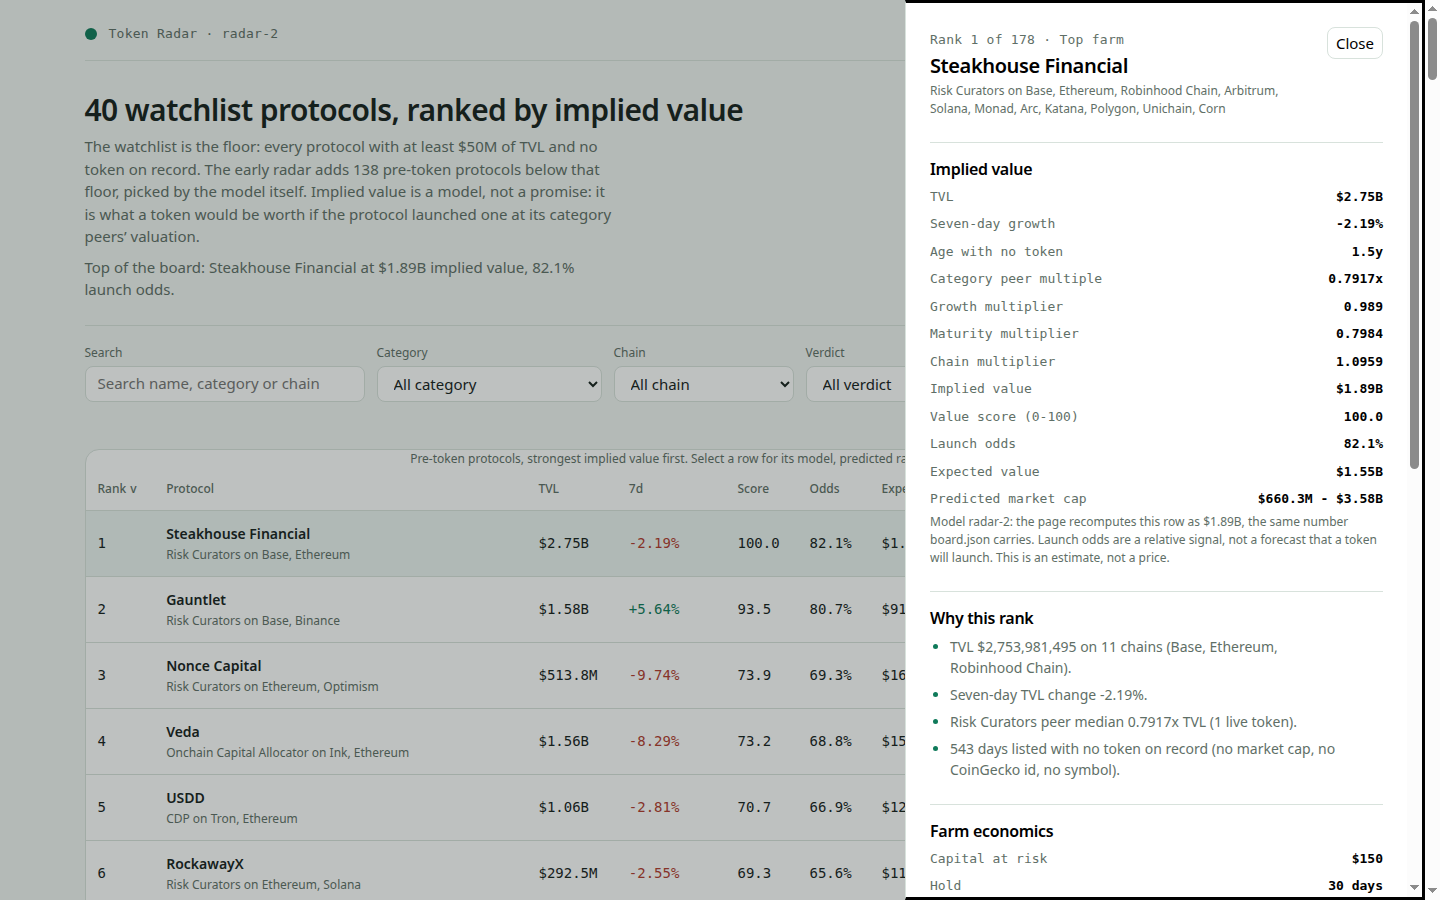 Token Radar · radar-2
40 watchlist protocols, ranked by implied value
The watchlist is the floor: every protocol with at least $50M of TVL and no
token on record. The early radar adds 138 pre-token protocols below that
floor, picked by the model itself. Implied value is a model, not a promise: it
is what a token would be worth if the protocol launched one at its category
peers’ valuation.
Top of the board: Steakhouse Financial at $1.89B implied value, 82.1%
launch odds.
Search Category Chain Verdict
Search name, category or chain All category All chain All verdict
Pre-token protocols, strongest implied value first. Select a row for its model, predicted ra
Rank v Protocol TVL 7d Score Odds Expe
1 Steakhouse Financial $2.75B -2.19% 100.0 82.1% $1.
Risk Curators on Base, Ethereum
2 Gauntlet $1.58B +5.64% 93.5 80.7% $91
Risk Curators on Base, Binance
3 Nonce Capital $513.8M -9.74% 73.9 69.3% $16
Risk Curators on Ethereum, Optimism
4 Veda $1.56B -8.29% 73.2 68.8% $15
Onchain Capital Allocator on Ink, Ethereum
5 USDD $1.06B -2.81% 70.7 66.9% $12
CDP on Tron, Ethereum
6 RockawayX $292.5M -2.55% 69.3 65.6% $11
Risk Curators on Ethereum, Solana
Rank 1 of 178 · Top farm
Close
Steakhouse Financial
Risk Curators on Base, Ethereum, Robinhood Chain, Arbitrum,
Solana, Monad, Arc, Katana, Polygon, Unichain, Corn
Implied value
TVL $2.75B
Seven-day growth -2.19%
Age with no token 1.5y
Category peer multiple 0.7917x
Growth multiplier 0.989
Maturity multiplier 0.7984
Chain multiplier 1.0959
Implied value $1.89B
Value score (0-100) 100.0
Launch odds 82.1%
Expected value $1.55B
Predicted market cap $660.3M - $3.58B
Model radar-2: the page recomputes this row as $1.89B, the same number
board.json carries. Launch odds are a relative signal, not a forecast that a token
will launch. This is an estimate, not a price.
Why this rank
TVL $2,753,981,495 on 11 chains (Base, Ethereum,
Robinhood Chain).
Seven-day TVL change -2.19%.
Risk Curators peer median 0.7917x TVL (1 live token).
543 days listed with no token on record (no market cap, no
CoinGecko id, no symbol).
Farm economics
Capital at risk $150
Hold 30 days